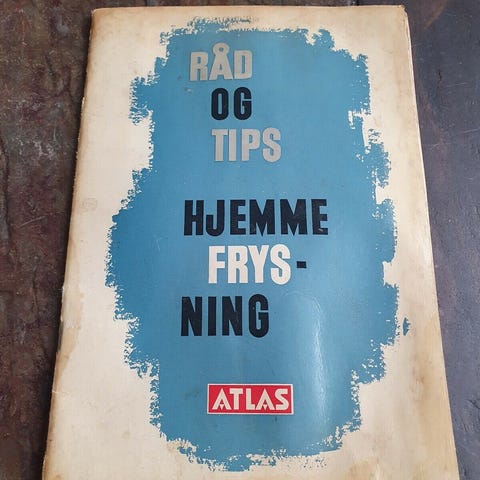 RÅD
OG
TIPS
HJEMME
FRYS-
NING
ATLAS